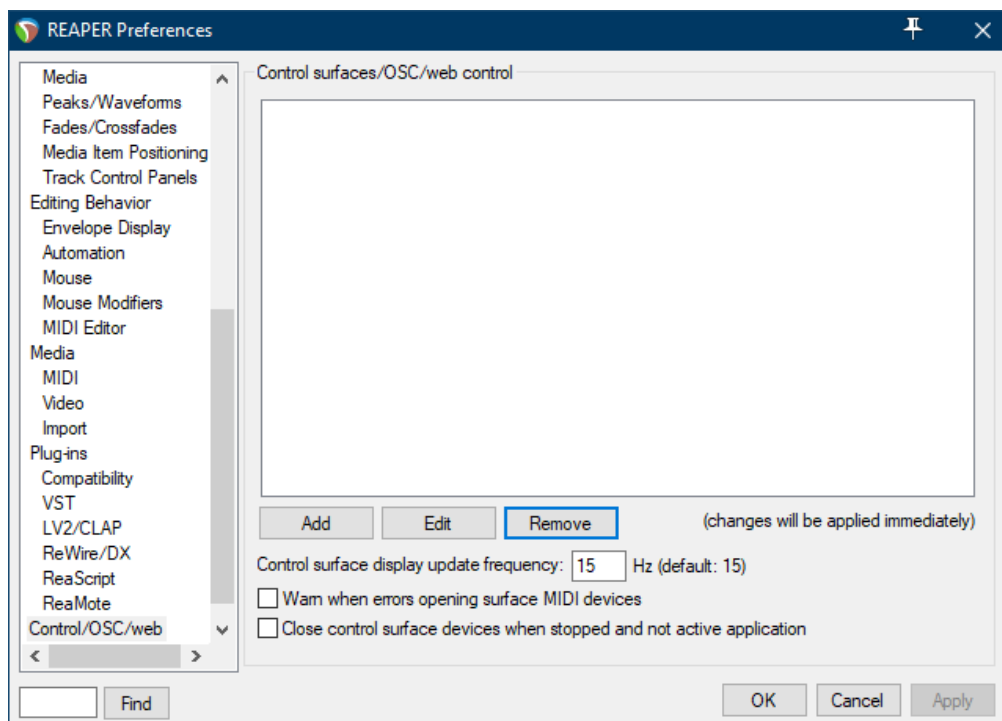 REAPER Preferences
Media
Peaks/Waveforms
Fades/Crossfades
Media Item Positioning
Track Control Panels
Editing Behavior
Envelope Display
Automation
Mouse
Mouse Modifiers
MIDI Editor
Media
MIDI
Video
Import
Plug-ins
Compatibility
VST
LV2/CLAP
ReWire/DX
ReaScript
ReaMote
Control/OSC/web
Find
Control surfaces/OSC/web control
Add Edit Remove (changes will be applied immediately)
Control surface display update frequency: 15 Hz (default: 15)
Warn when errors opening surface MIDI devices
Close control surface devices when stopped and not active application
OK Cancel Apply